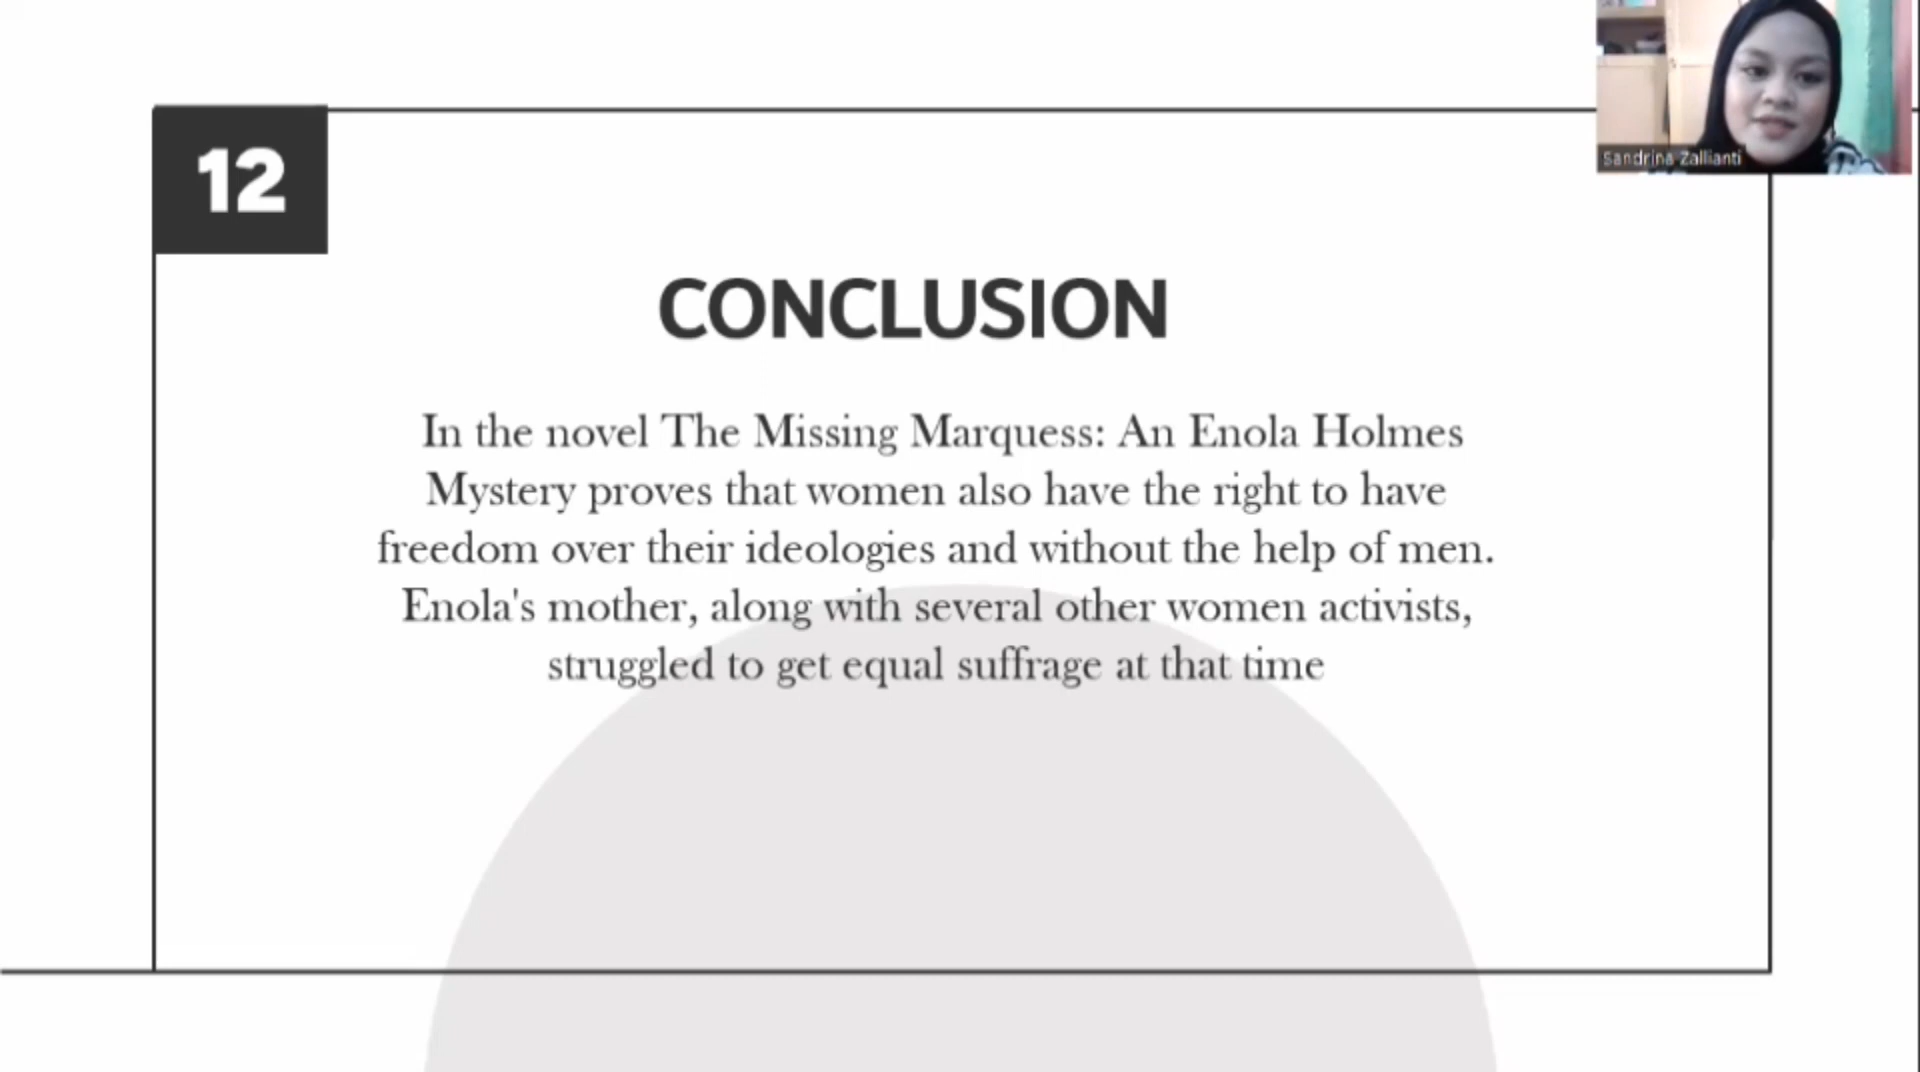 12
Sandrina Zallianti
CONCLUSION
In the novel The Missing Marquess: An Enola Holmes
Mystery proves that women also have the right to have
freedom over their ideologies and without the help of men.
Enola's mother, along with several other women activists,
struggled to get equal suffrage at that time